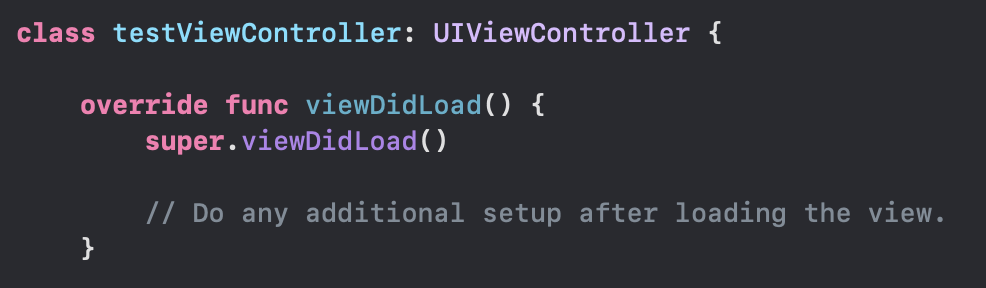 class testViewController: UIViewController {
override func viewDidLoad() {
super.viewDidLoad()
// Do any additional setup after loading the view.
}